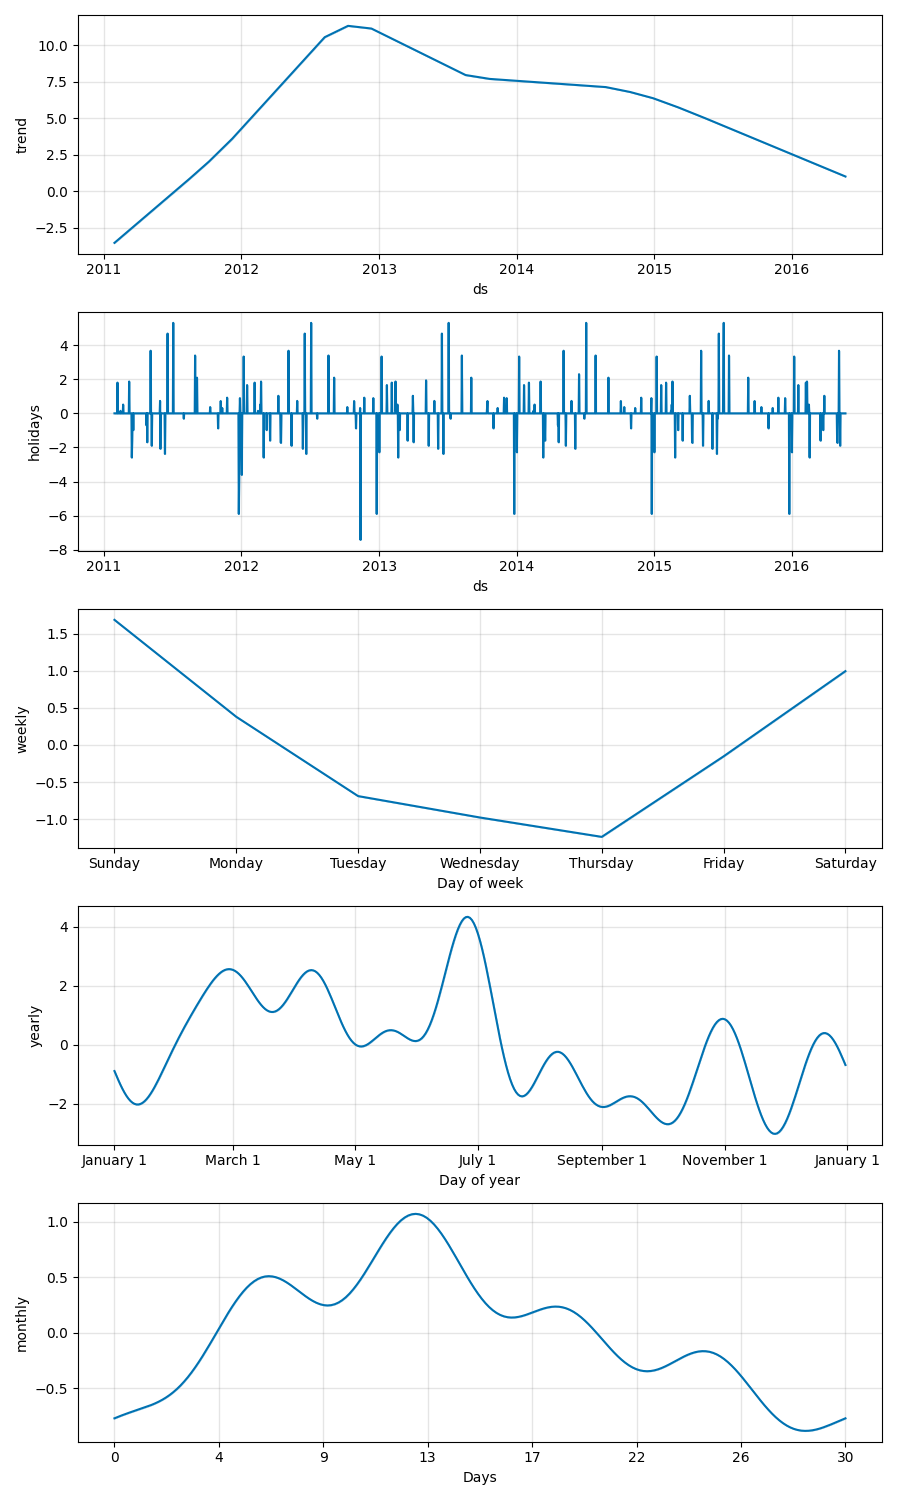 10.0
7.5
5.0
2.5
0.0
−2.5
trend
2011 2012 2013 2014 2015 2016
ds
4
2
0
−2
−4
−6
−8
holidays
2011 2012 2013 2014 2015 2016
ds
1.5
1.0
0.5
0.0
−0.5
−1.0
weekly
Sunday Monday Tuesday Wednesday Thursday Friday Saturday
Day of week
4
2
0
−2
yearly
January 1 March 1 May 1 July 1 September 1 November 1 January 1
Day of year
1.0
0.5
0.0
−0.5
monthly
0 4 9 13 17 22 26 30
Days